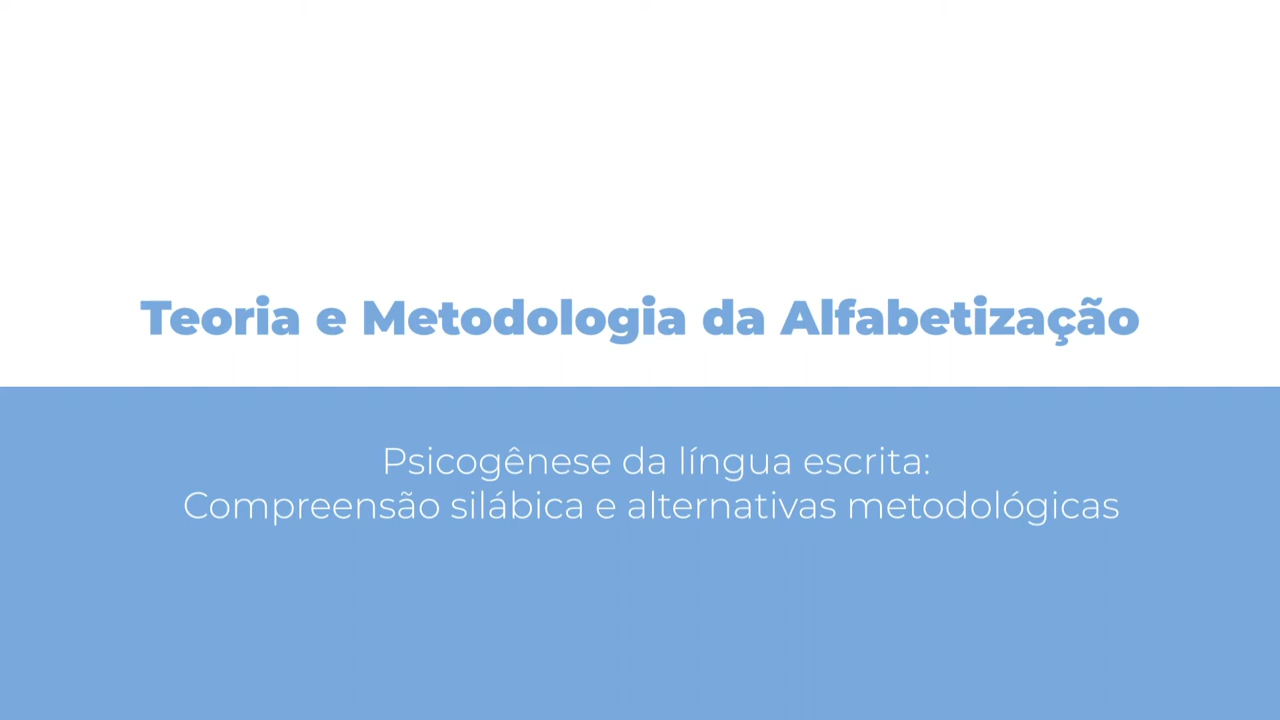 Teoria e Metodologia da Alfabetização
Psicogênese da língua escrita:
Compreensão silábica e alternativas metodológicas